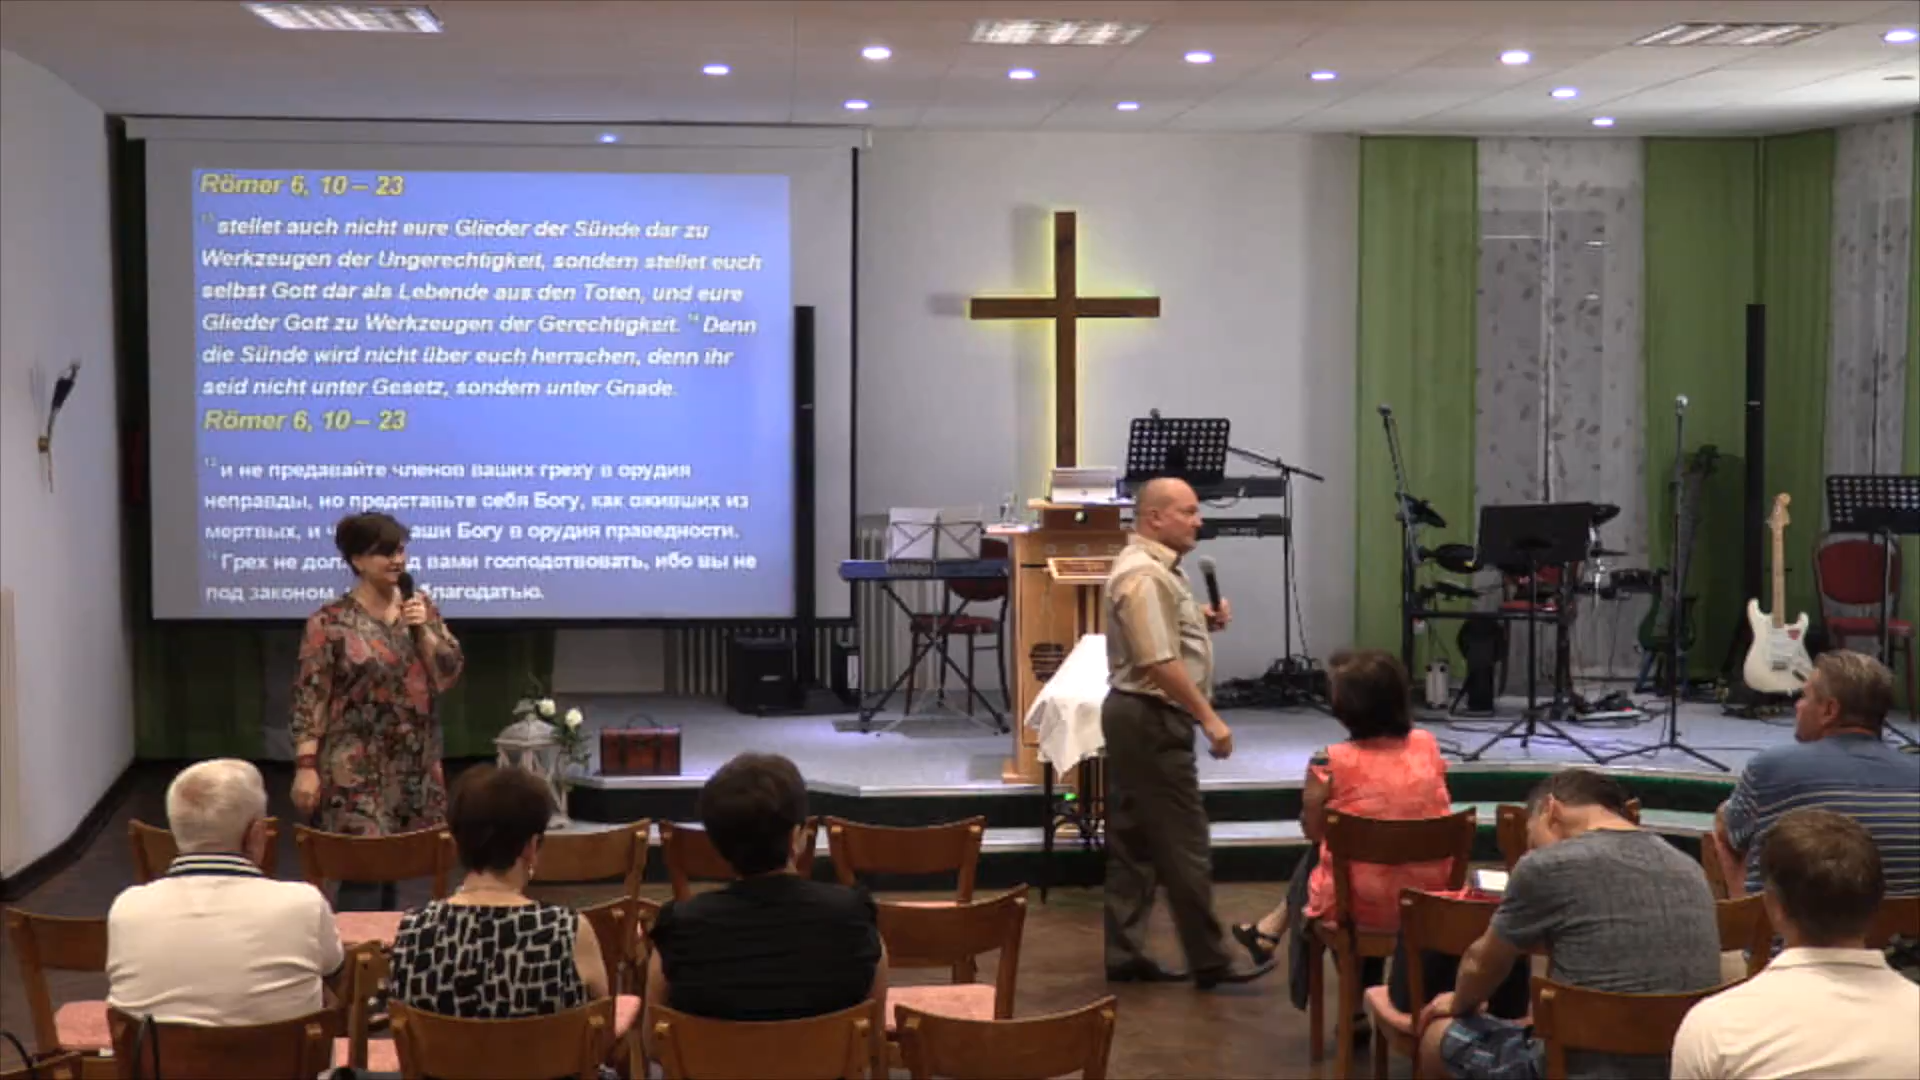 Römer 6, 10 – 23
13 stellet auch nicht eure Glieder der Sünde dar zu
Werkzeugen der Ungerechtigkeit, sondern stellet euch
selbst Gott dar als Lebende aus den Toten, und eure
Glieder Gott zu Werkzeugen der Gerechtigkeit. 14 Denn
die Sünde wird nicht über euch herrschen, denn ihr
seid nicht unter Gesetz, sondern unter Gnade.
Römer 6, 10 – 23
13 и не предавайте членов ваших греху в орудия
неправды, но представьте себя Богу, как оживших из
мертвых, и аши Богу в орудия праведности.
Грех не дол вами господствовать, ибо вы не
под законом, благодатью.